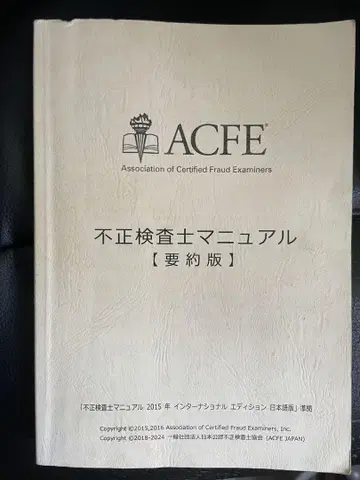 ACFE®
Association of Certified Fraud Examiners
不正検査士マニュアル
【要約版】
「不正検査士マニュアル 2015 年 インターナショナル エディション 日本語版」準拠
Copyright ©2015,2016 Association of Certified Fraud Examiners, Inc.
Copyright ©2018-2024 一般社団法人日本公認不正検査士協会 (ACFE JAPAN)